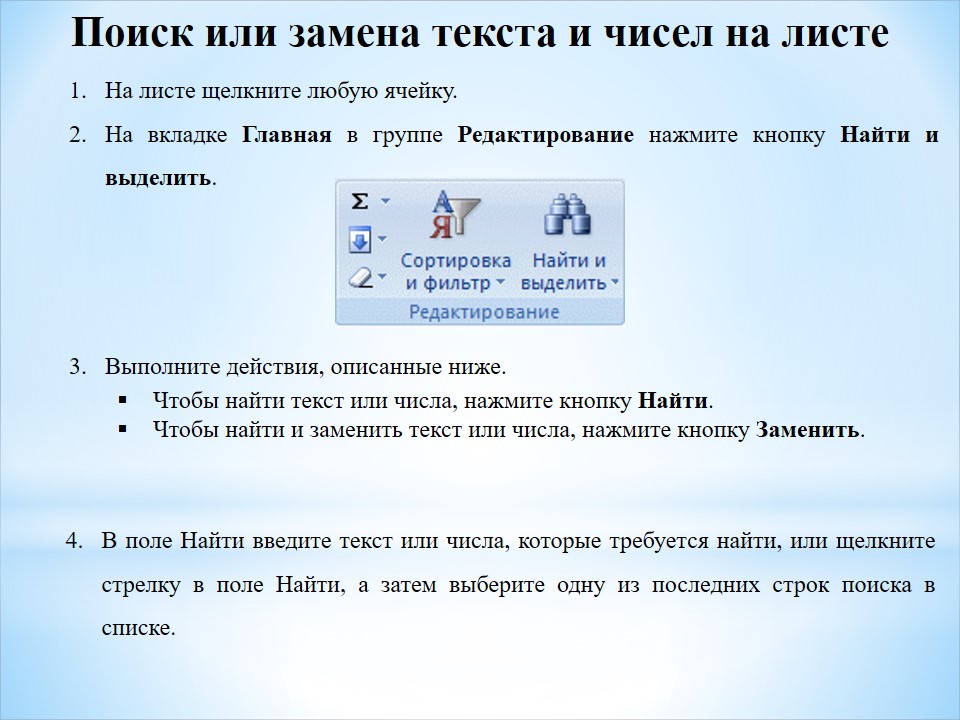 Поиск или замена текста и чисел на листе
1. На листе щелкните любую ячейку.
2. На вкладке Главная в группе Редактирование нажмите кнопку Найти и
выделить.
Σ
А
Я
Сортировка
и фильтр
Найти и
выделить
Редактирование
3. Выполните действия, описанные ниже.
▪ Чтобы найти текст или числа, нажмите кнопку Найти.
▪ Чтобы найти и заменить текст или числа, нажмите кнопку Заменить.
4. В поле Найти введите текст или числа, которые требуется найти, или щелкните
стрелку в поле Найти, а затем выберите одну из последних строк поиска в
списке.